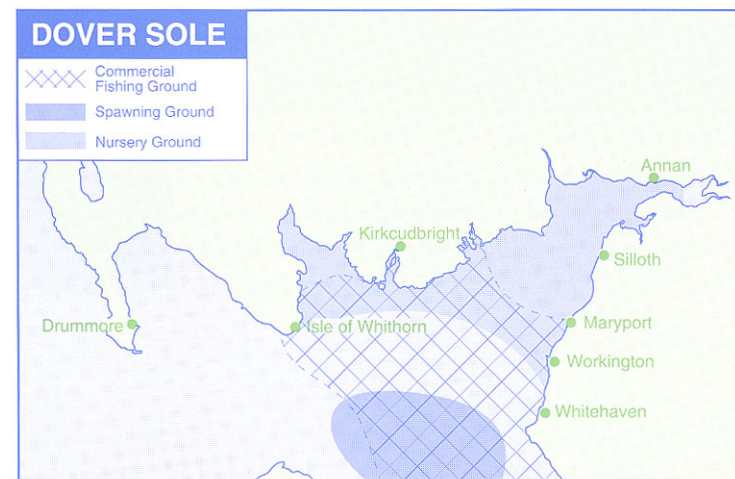 DOVER SOLE
Commercial
Fishing Ground
Spawning Ground
Nursery Ground
Annan
Kirkcudbright
Silloth
Drummore
Isle of Whithorn
Maryport
Workington
Whitehaven